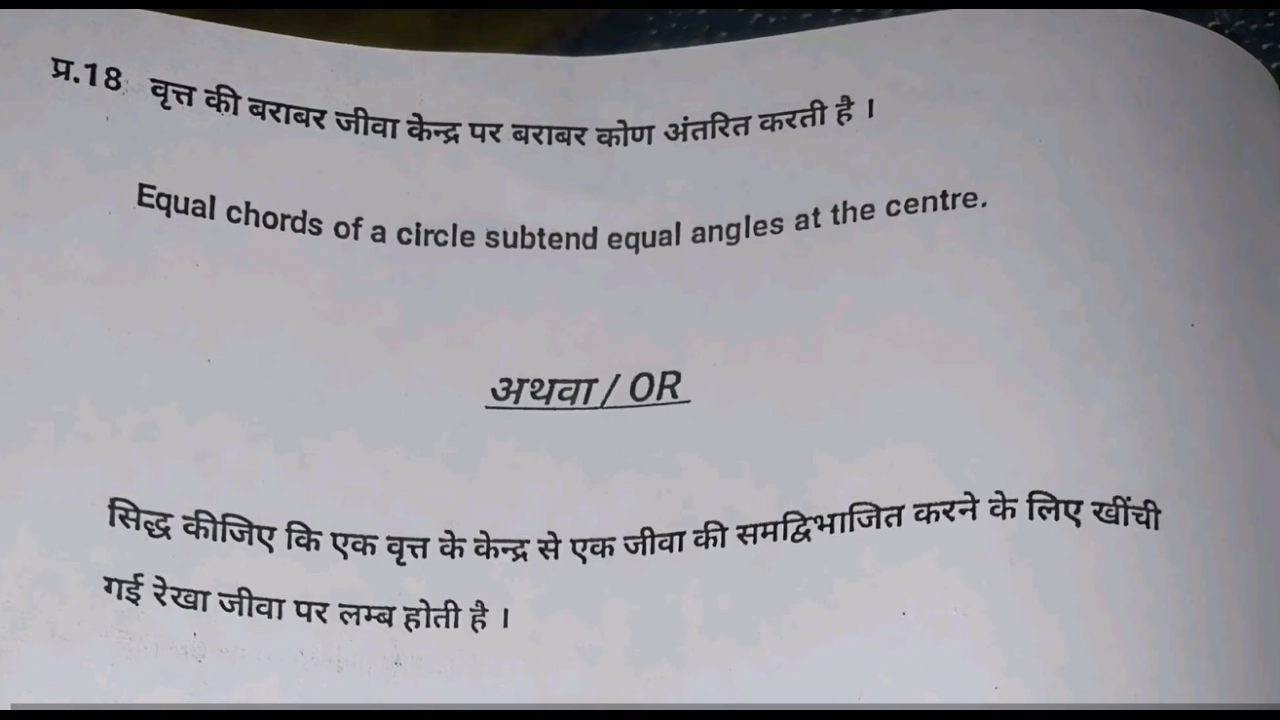 प्र.18 वृत्त की बराबर जीवा केन्द्र पर बराबर कोण अंतरित करती है ।
Equal chords of a circle subtend equal angles at the centre.
अथवा / OR
सिद्ध कीजिए कि एक वृत्त के केन्द्र से एक जीवा की समद्विभाजित करने के लिए खींची
गई रेखा जीवा पर लम्ब होती है ।